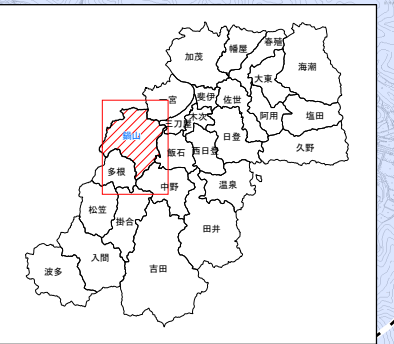 加茂
幡屋
春殖
海潮
大東
一宮
斐伊
佐世
木次
三刀屋
阿用
塩田
鍋山
日登
飯石
西日登
久野
多根
中野
温泉
松笠
掛合
田井
入間
吉田
波多